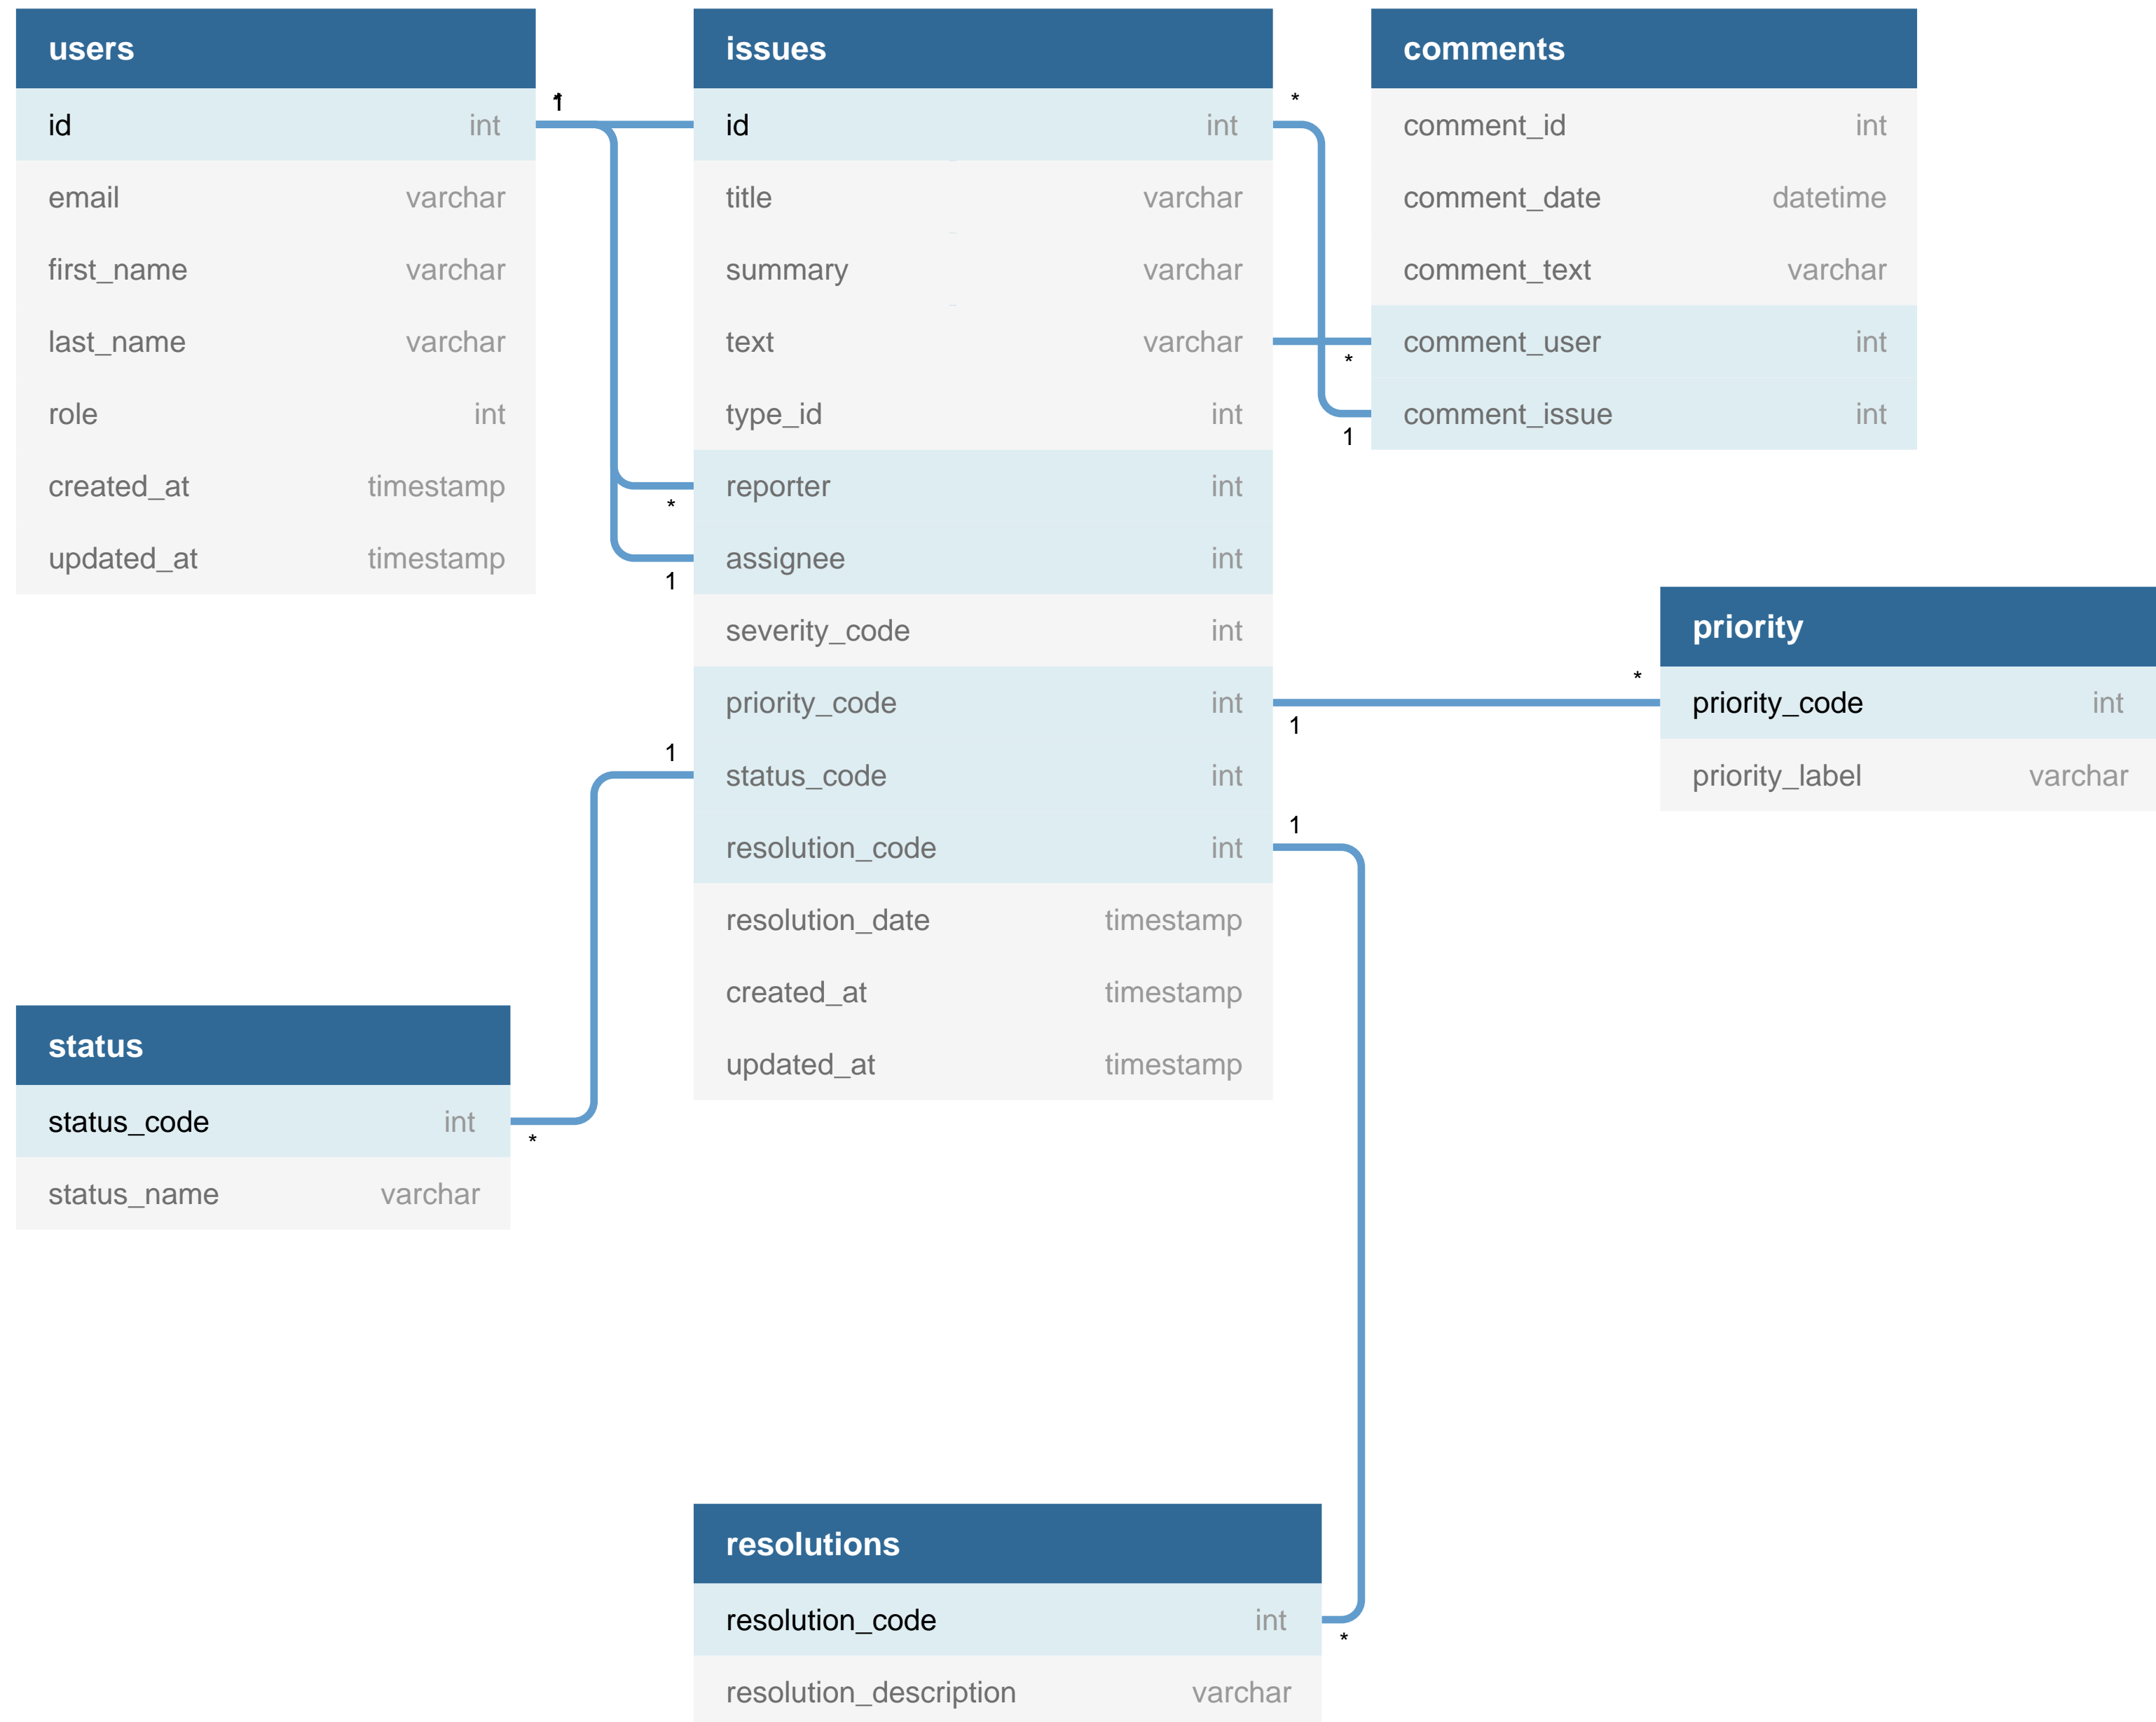 users
id int
email varchar
first_name varchar
last_name varchar
role int
created_at timestamp
updated_at timestamp
1
*
issues
id int
title varchar
summary varchar
text varchar
type_id int
reporter int
assignee int
severity_code int
priority_code int
status_code int
resolution_code int
resolution_date timestamp
created_at timestamp
updated_at timestamp
*
1
1
*
*
1
1
1
comments
comment_id int
comment_date datetime
comment_text varchar
comment_user int
comment_issue int
priority
*
priority_code int
priority_label varchar
status
status_code int
*
status_name varchar
resolutions
resolution_code int
*
resolution_description varchar